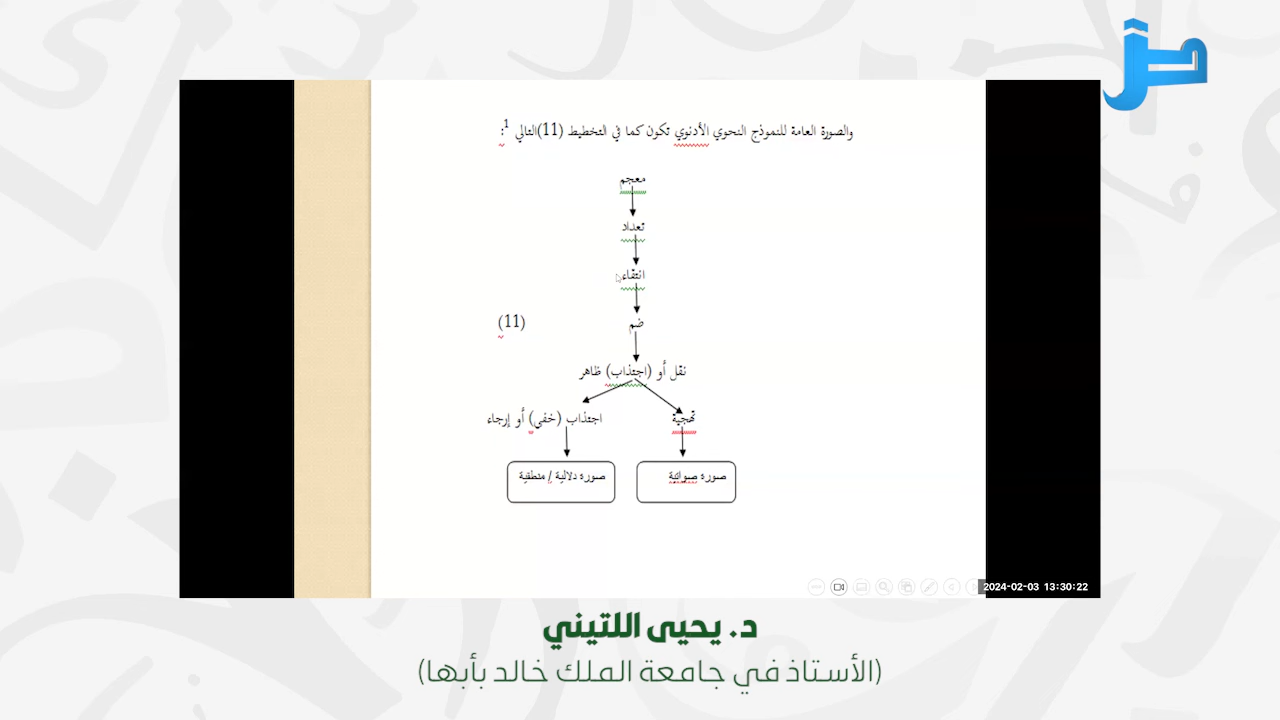 والصورة العامة للنموذج النحوي الأدنوي تكون كما في التخطيط (11)التالي 1:
معجم
تعداد
انتقاء
ضم
(11)
نقل أو (اجتذاب) ظاهر
تهجية
اجتذاب (خفي) أو إرجاء
صورة صواتية
صورة دلالية / منطقية
2024-02-03 13:30:22
د. يحيى اللتيني
(الأستاذ في جامعة الملك خالد بأبها)